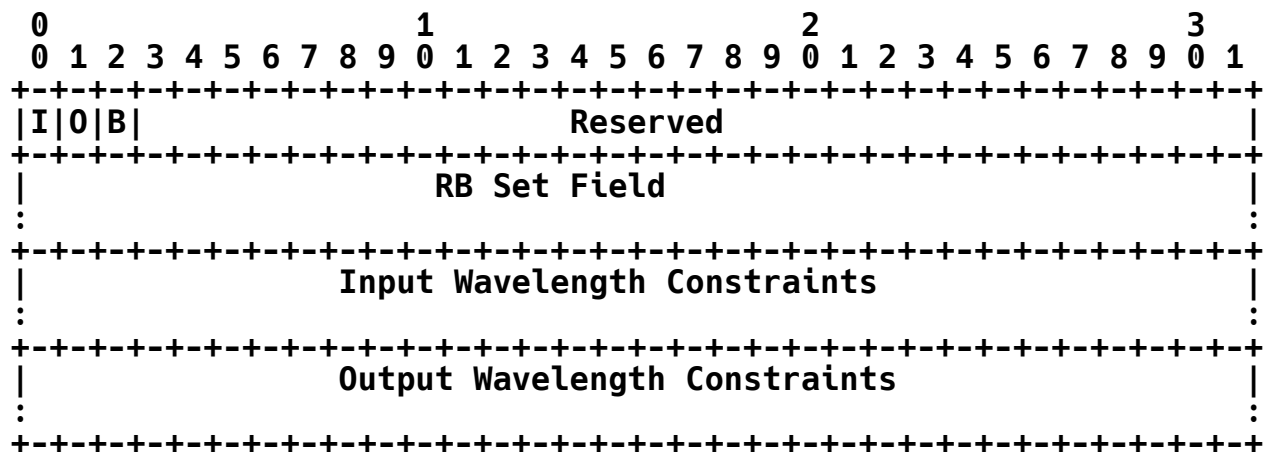 0                   1                   2                   3
 0 1 2 3 4 5 6 7 8 9 0 1 2 3 4 5 6 7 8 9 0 1 2 3 4 5 6 7 8 9 0 1
+-+-+-+-+-+-+-+-+-+-+-+-+-+-+-+-+-+-+-+-+-+-+-+-+-+-+-+-+-+-+-+-+
|I|O|B|                      Reserved                           |
+-+-+-+-+-+-+-+-+-+-+-+-+-+-+-+-+-+-+-+-+-+-+-+-+-+-+-+-+-+-+-+-+
|                     RB Set Field                              |
:                                                               :
+-+-+-+-+-+-+-+-+-+-+-+-+-+-+-+-+-+-+-+-+-+-+-+-+-+-+-+-+-+-+-+-+
|                Input Wavelength Constraints                   |
:                                                               :
+-+-+-+-+-+-+-+-+-+-+-+-+-+-+-+-+-+-+-+-+-+-+-+-+-+-+-+-+-+-+-+-+
|                Output Wavelength Constraints                  |
:                                                               :
+-+-+-+-+-+-+-+-+-+-+-+-+-+-+-+-+-+-+-+-+-+-+-+-+-+-+-+-+-+-+-+-+